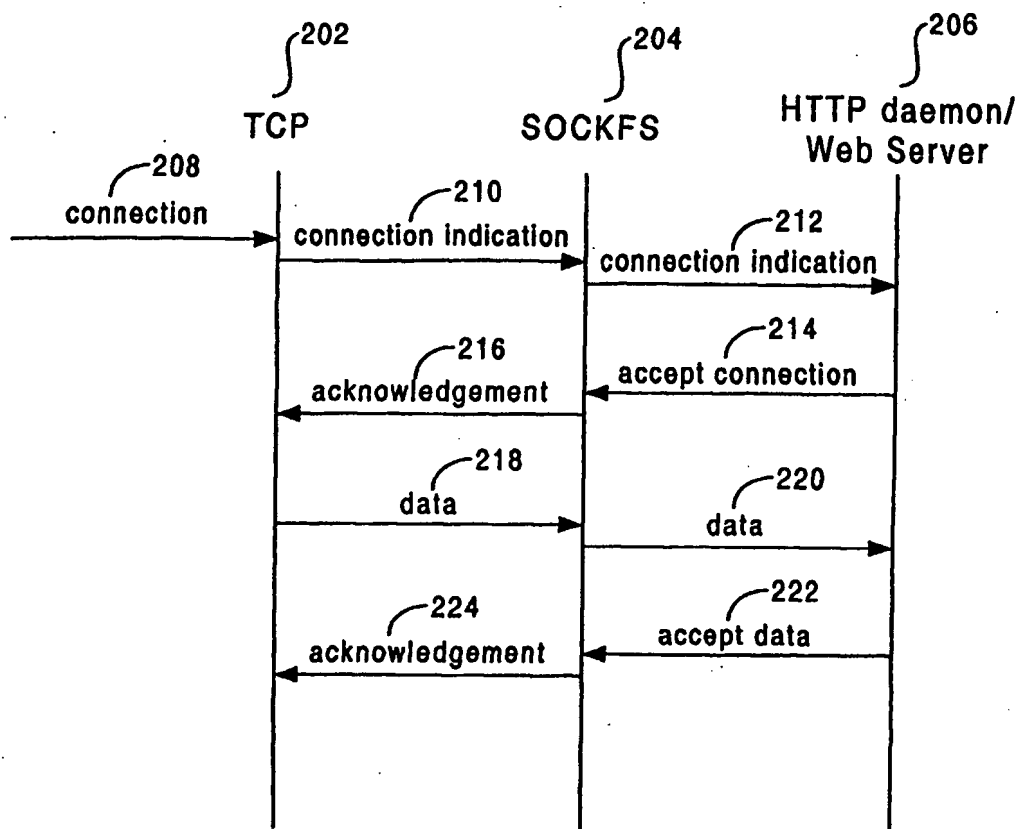 202
204
206
TCP
SOCKFS
HTTP daemon/
Web Server
208
connection
210
connection indication
212
connection indication
214
accept connection
216
acknowledgement
218
data
220
data
222
accept data
224
acknowledgement